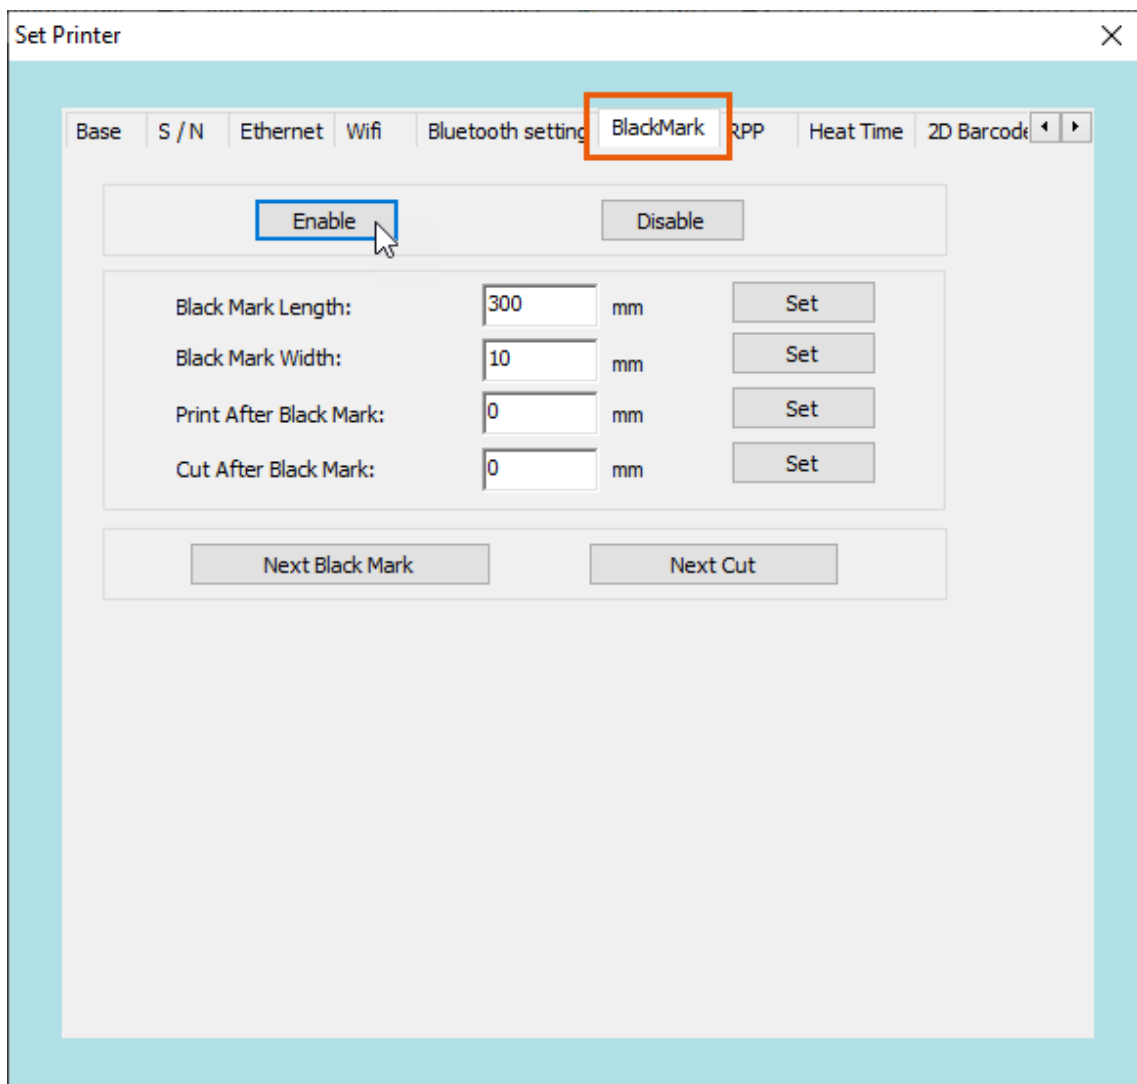 Set Printer
Base S / N Ethernet Wifi Bluetooth setting BlackMark RPP Heat Time 2D Barcode
Enable Disable
Black Mark Length: 300 mm Set
Black Mark Width: 10 mm Set
Print After Black Mark: 0 mm Set
Cut After Black Mark: 0 mm Set
Next Black Mark Next Cut